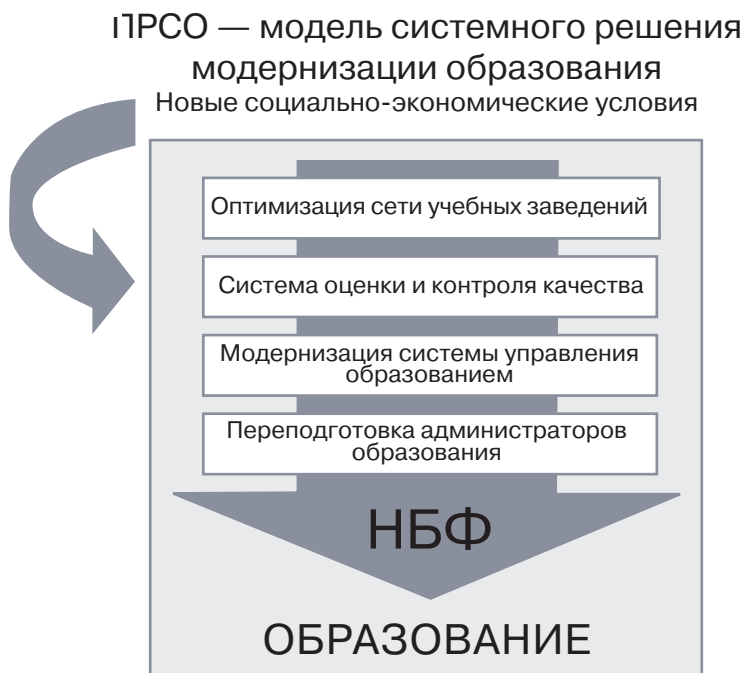 ПРСО — модель системного решения
модернизации образования
Новые социально-экономические условия
Оптимизация сети учебных заведений
Система оценки и контроля качества
Модернизация системы управления
образованием
Переподготовка администраторов
образования
НБФ
ОБРАЗОВАНИЕ